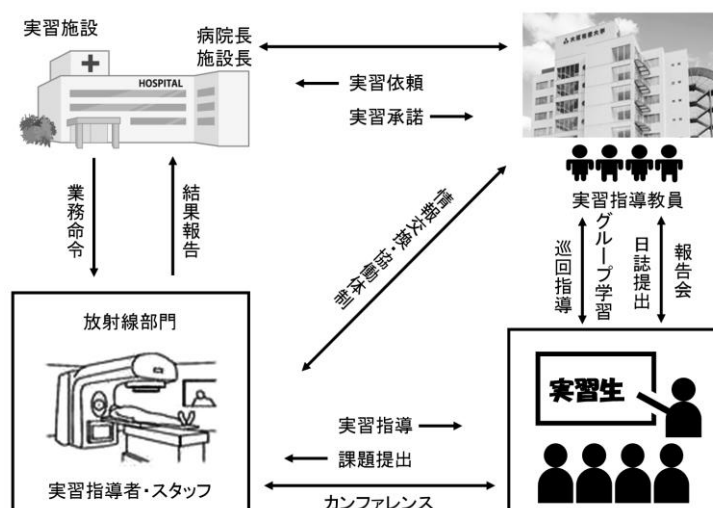 実習施設
病院長
施設長
HOSPITAL
実習依頼
実習承諾
業務命令
結果報告
情報交換・協働体制
実習指導教員
巡回指導
グループ学習
日誌提出
報告会
放射線部門
実習指導者・スタッフ
実習指導
課題提出
カンファレンス
実習生